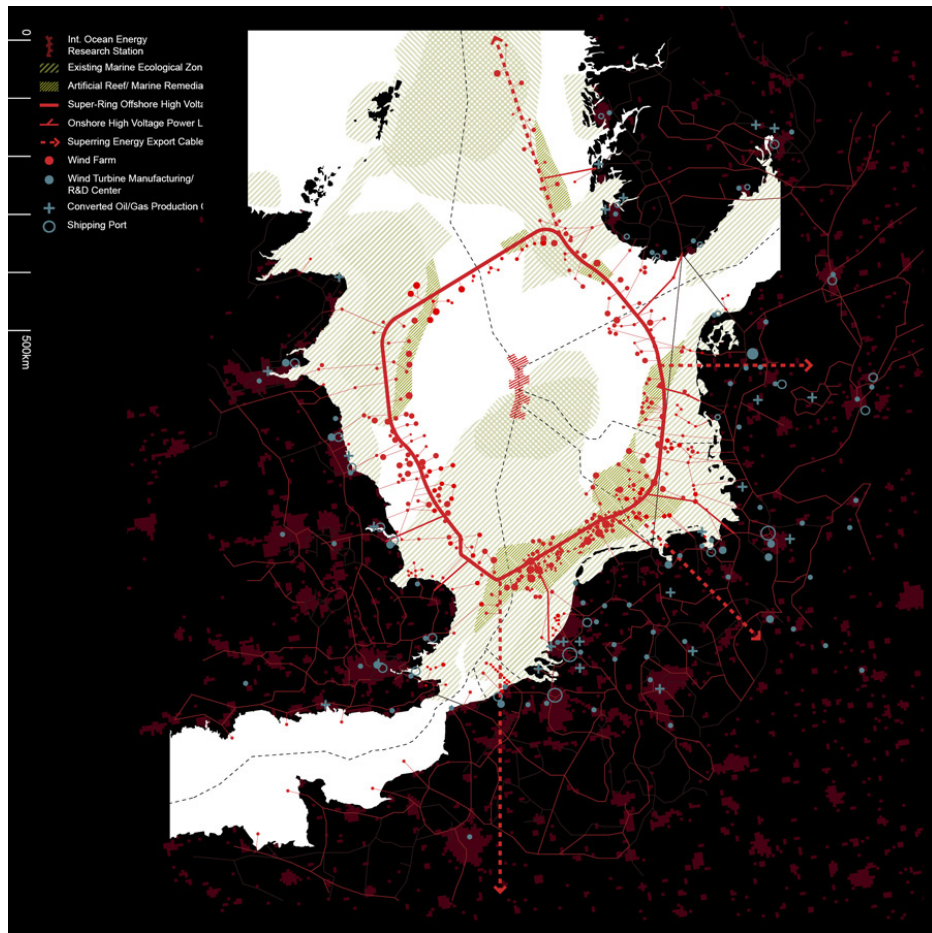 0
500km
Int. Ocean Energy
Research Station
Existing Marine Ecological Zon
Artificial Reef/ Marine Remedia
Super-Ring Offshore High Volta
Onshore High Voltage Power L
Superring Energy Export Cable
Wind Farm
Wind Turbine Manufacturing/
R&D Center
Converted Oil/Gas Production
Shipping Port